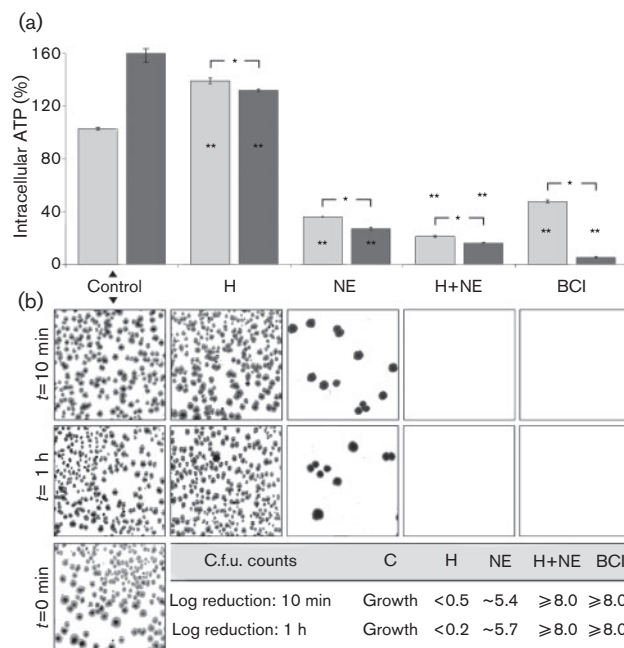 (a)
Intracellular ATP (%)
160
120
80
40
0
* * * *
** ** ** ** ** ** ** **
Control H NE H+NE BCl
(b)
t=10 min
t=1 h
t=0 min
C.f.u. counts C H NE H+NE BCl
Log reduction: 10 min Growth <0.5 ~5.4 ⩾8.0 ⩾8.0
Log reduction: 1 h Growth <0.2 ~5.7 ⩾8.0 ⩾8.0